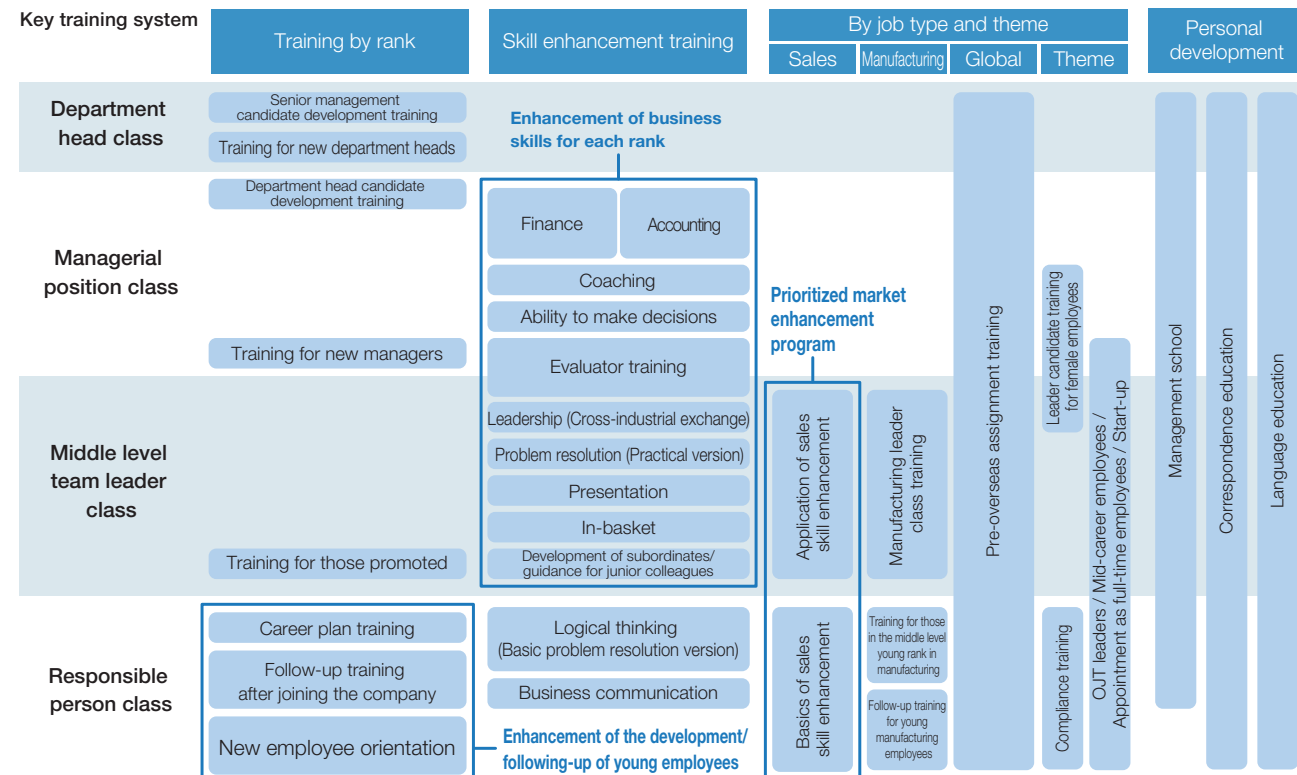 Key training system
Training by rank
Skill enhancement training
By job type and theme
Sales
Manufacturing
Global
Theme
Personal
development
Department
head class
Senior management
candidate development training
Training for new department heads
Enhancement of business
skills for each rank
Managerial
position class
Department head candidate
development training
Training for new managers
Finance
Accounting
Coaching
Ability to make decisions
Evaluator training
Prioritized market
enhancement
program
Middle level
team leader
class
Training for those promoted
Leadership (Cross-industrial exchange)
Problem resolution (Practical version)
Presentation
In-basket
Development of subordinates/
guidance for junior colleagues
Application of sales
skill enhancement
Manufacturing leader
class training
Pre-overseas assignment training
Leader candidate training
for female employees
OJT leaders / Mid-career employees /
Appointment as full-time employees / Start-up
Management school
Correspondence education
Language education
Responsible
person class
Career plan training
Follow-up training
after joining the company
New employee orientation
Logical thinking
(Basic problem resolution version)
Business communication
Enhancement of the development/
following-up of young employees
Basics of sales
skill enhancement
Training for those
in the middle level
young rank in
manufacturing
Follow-up training
for young
manufacturing
employees
Compliance training